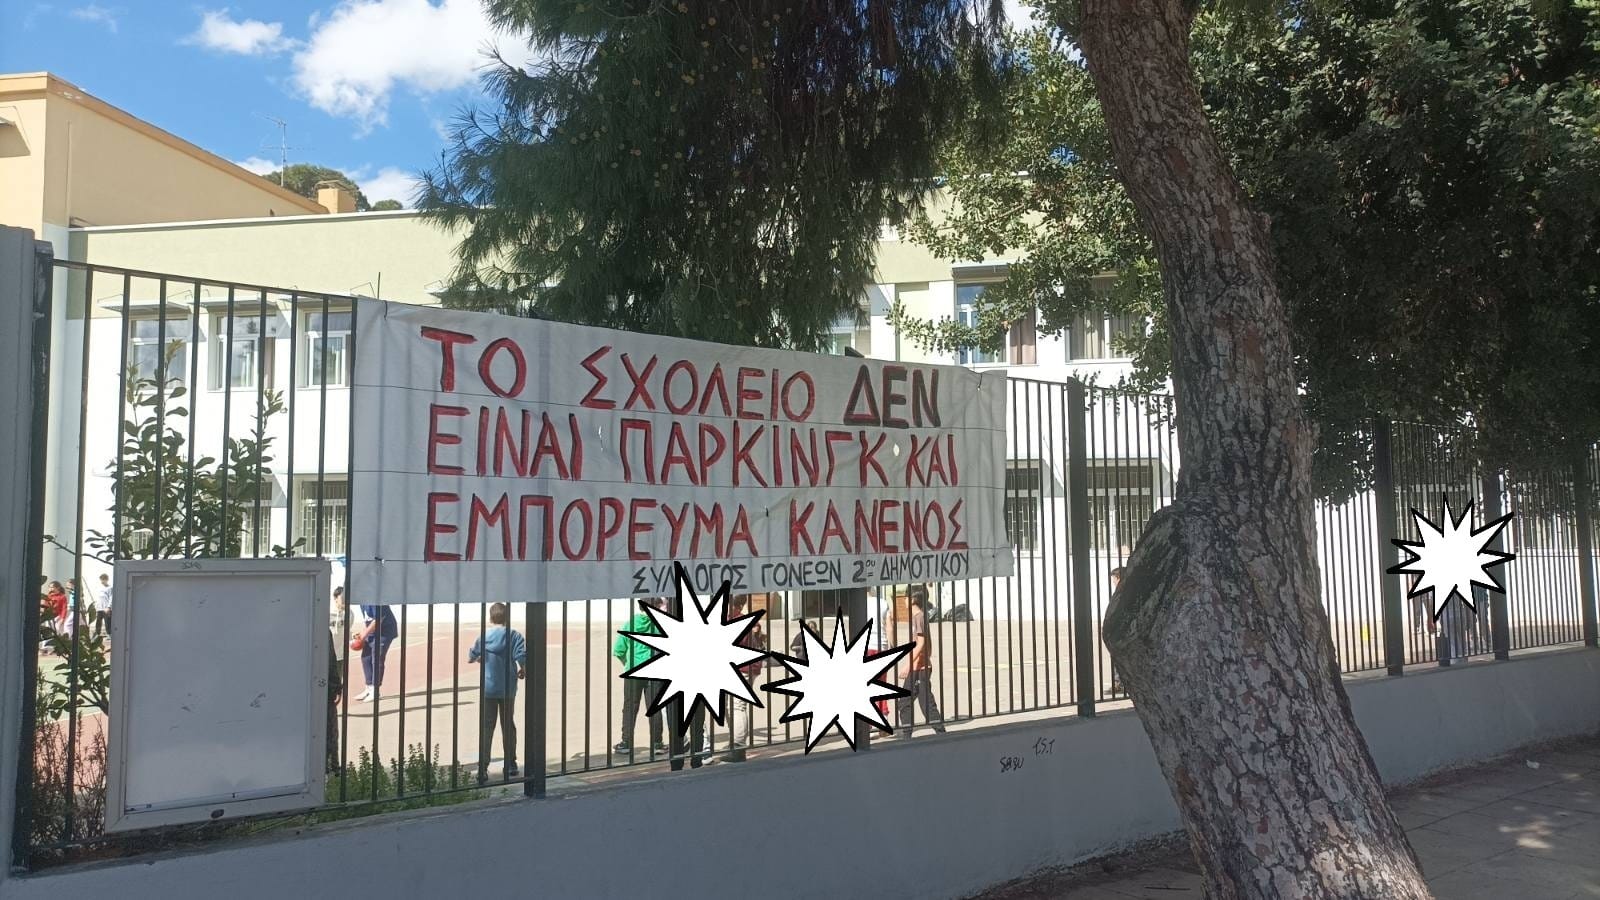 ΤΟ ΣΧΟΛΕΙΟ ΔΕΝ
ΕΙΝΑΙ ΠΑΡΚΙΝΓΚ ΚΑΙ
ΕΜΠΟΡΕΥΜΑ ΚΑΝΕΝΟΣ
ΣΥΛΛΟΓΟΣ ΓΟΝΕΩΝ 2ου ΔΗΜΟΤΙΚΟΥ
T.S.T